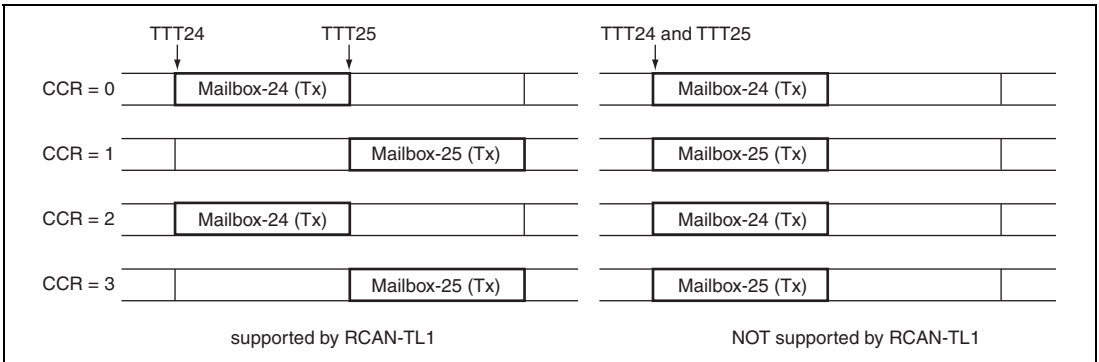 TTT24 TTT25 TTT24 and TTT25
CCR = 0 Mailbox-24 (Tx) Mailbox-24 (Tx)
CCR = 1 Mailbox-25 (Tx) Mailbox-25 (Tx)
CCR = 2 Mailbox-24 (Tx) Mailbox-24 (Tx)
CCR = 3 Mailbox-25 (Tx) Mailbox-25 (Tx)
supported by RCAN-TL1 NOT supported by RCAN-TL1